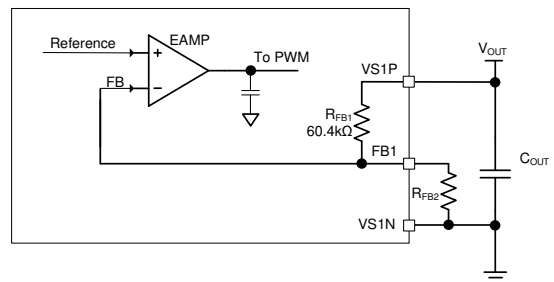 Reference
EAMP
To PWM
+
FB
−
VS1P
VOUT
RFB1
60.4kΩ
FB1
COUT
RFB2
VS1N